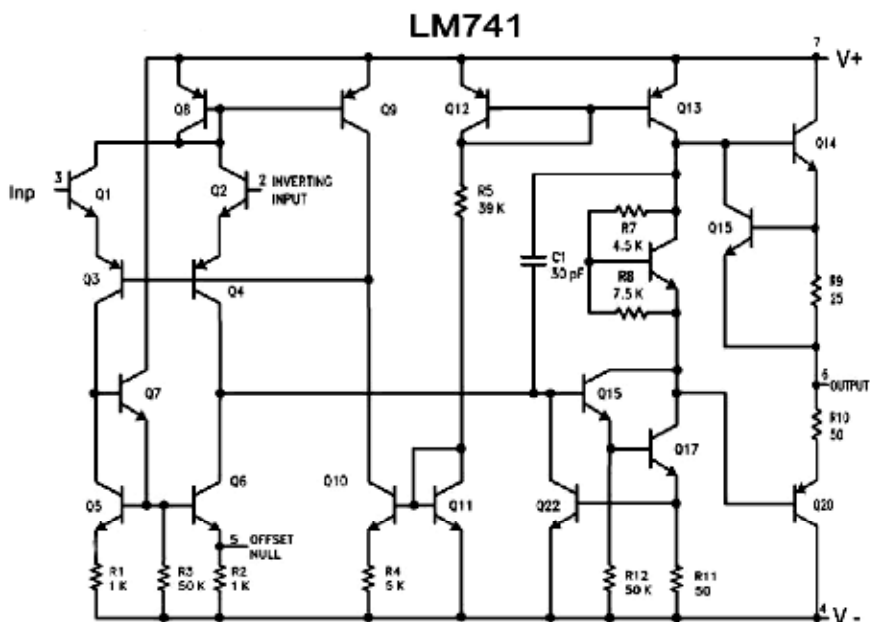 LM741
7 V+
Q8
Q9
Q12
Q13
Q14
Inp
3
Q1
Q2
2 INVERTING
INPUT
R5
39 K
R7
4.5 K
Q15
C1
30 pF
R8
7.5 K
R9
25
Q3
Q4
6
OUTPUT
Q7
Q15
R10
50
Q17
Q5
Q6
Q10
Q11
Q22
Q20
5 OFFSET
NULL
R1
1 K
R3
50 K
R2
1 K
R4
5 K
R12
50 K
R11
50
4 V -